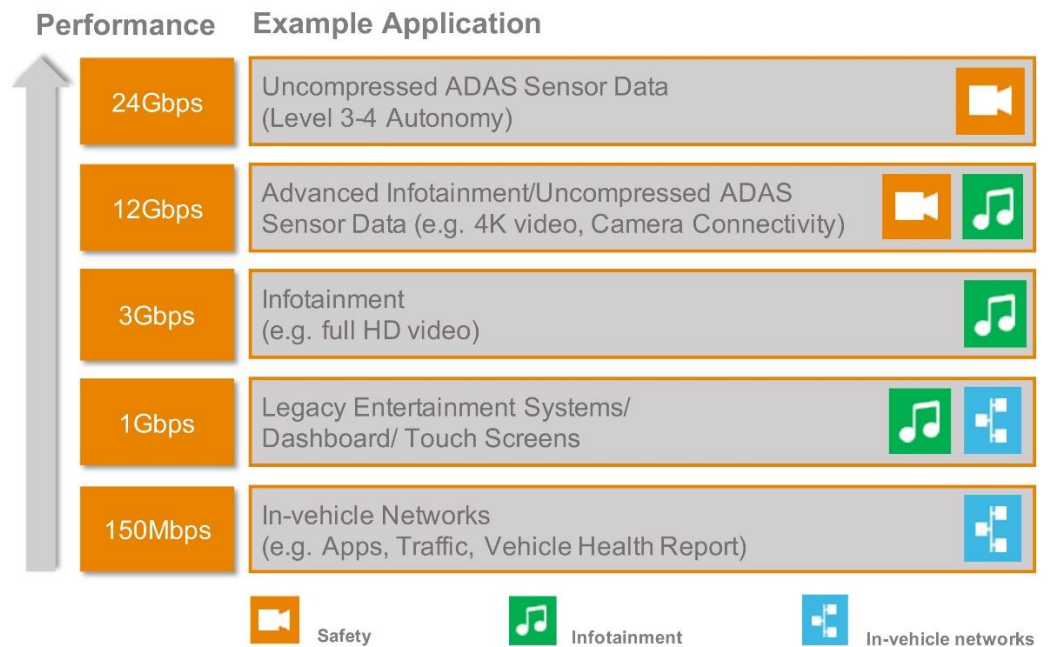 Performance
Example Application
24Gbps
Uncompressed ADAS Sensor Data
(Level 3-4 Autonomy)
12Gbps
Advanced Infotainment/Uncompressed ADAS
Sensor Data (e.g. 4K video, Camera Connectivity)
3Gbps
Infotainment
(e.g. full HD video)
1Gbps
Legacy Entertainment Systems/
Dashboard/ Touch Screens
150Mbps
In-vehicle Networks
(e.g. Apps, Traffic, Vehicle Health Report)
Safety
Infotainment
In-vehicle networks